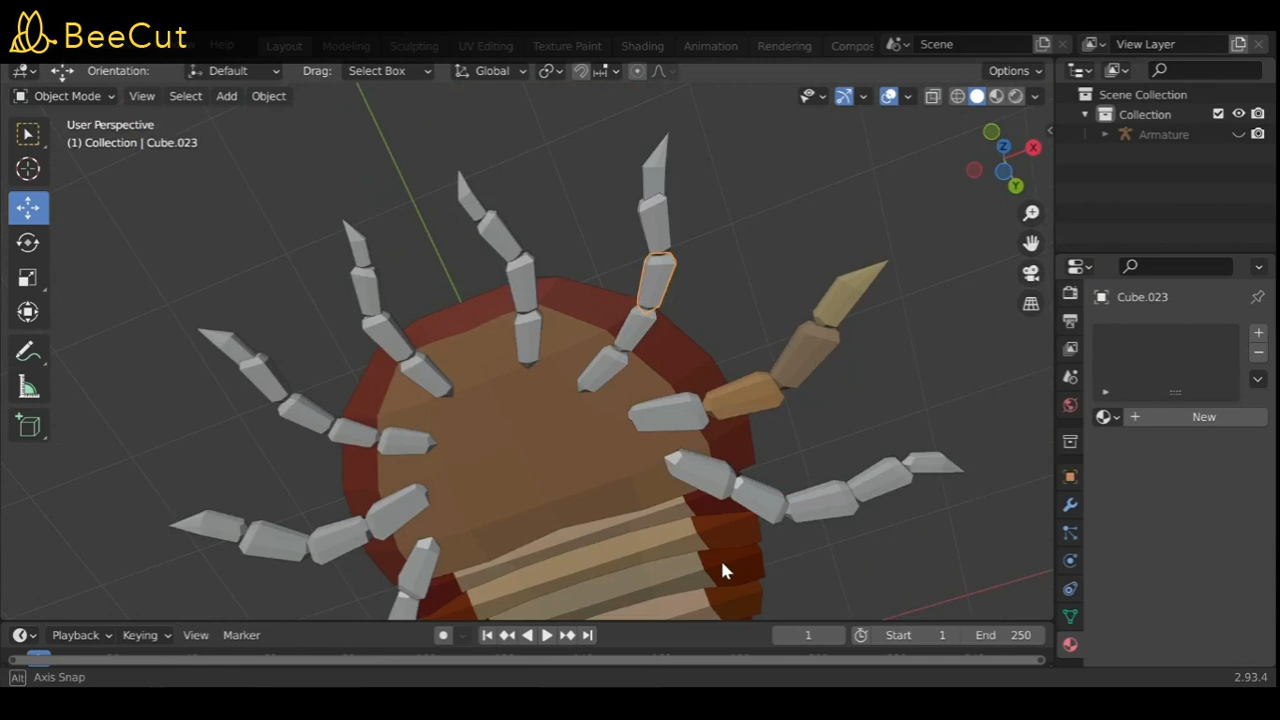 BeeCut
Help Layout Modeling Sculpting UV Editing Texture Paint Shading Animation Rendering Compos Scene View Layer
Orientation: Default Drag: Select Box Global Options
Object Mode View Select Add Object
User Perspective
(1) Collection | Cube.023
Z X Y
Scene Collection
Collection
Armature
Cube.023
New
Playback Keying View Marker 1 Start 1 End 250
Alt Axis Snap 2.93.4